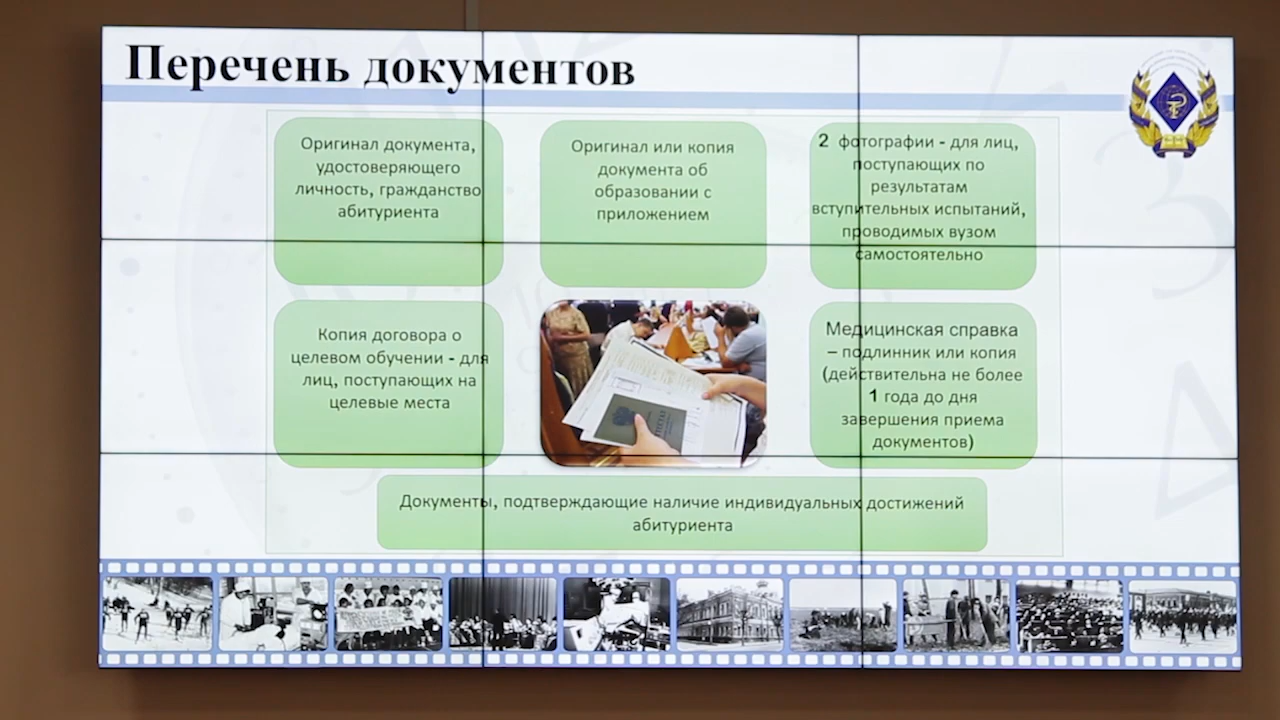 Перечень документов
Оригинал документа,
удостоверяющего
личность, гражданство
абитуриента
Оригинал или копия
документа об
образовании с
приложением
2 фотографии - для лиц,
поступающих по
результатам
вступительных испытаний,
проводимых вузом
самостоятельно
Копия договора о
целевом обучении - для
лиц, поступающих на
целевые места
Медицинская справка
– подлинник или копия
(действительна не более
1 года до дня
завершения приема
документов)
Документы, подтверждающие наличие индивидуальных достижений
абитуриента